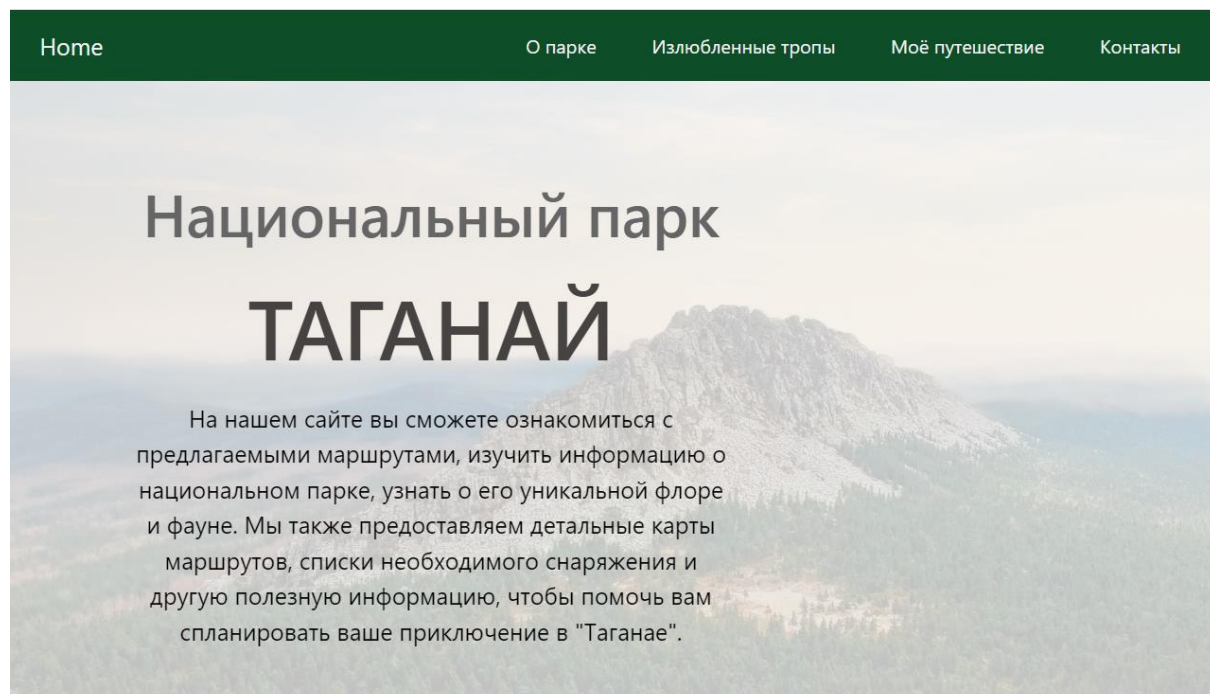 Home О парке Излюбленные тропы Моё путешествие Контакты
Национальный парк
ТАГАНАЙ
На нашем сайте вы сможете ознакомиться с
предлагаемыми маршрутами, изучить информацию о
национальном парке, узнать о его уникальной флоре
и фауне. Мы также предоставляем детальные карты
маршрутов, списки необходимого снаряжения и
другую полезную информацию, чтобы помочь вам
спланировать ваше приключение в "Таганае".